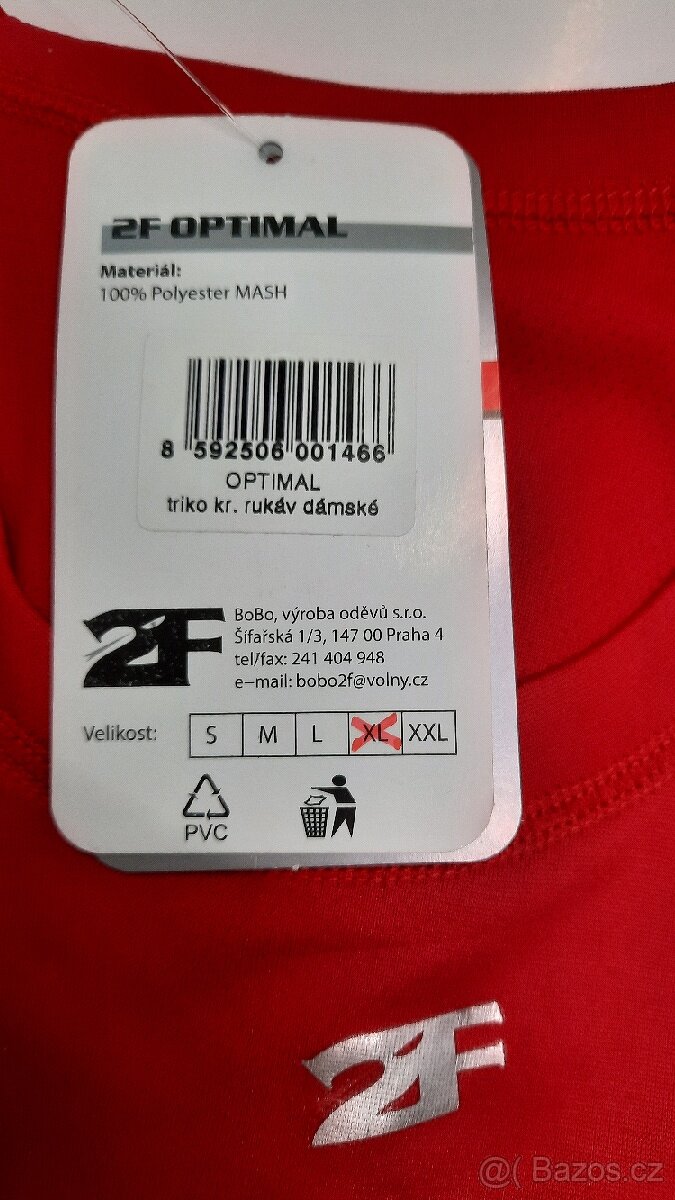 2F OPTIMAL
Materiál:
100% Polyester MASH
8 592506 001466
OPTIMAL
triko kr. rukáv dámské
2F
BoBo, výroba oděvů s.r.o.
Šífařská 1/3, 147 00 Praha 4
tel/fax: 241 404 948
e-mail: bobo2f@volny.cz
Velikost: S M L XL XXL
PVC
2F
@( Bazos.cz